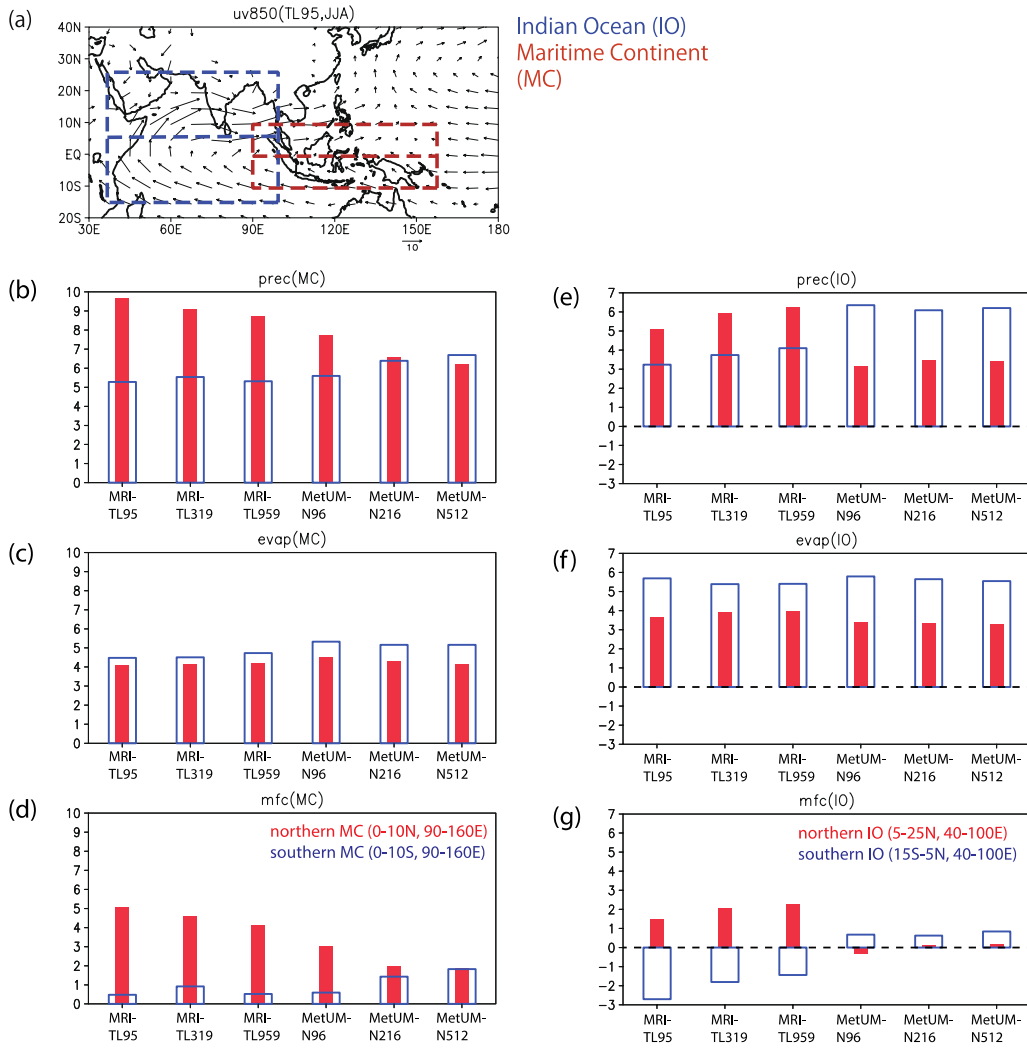 (a)
uv850(TL95,JJA)
Indian Ocean (IO)
Maritime Continent
(MC)
40N
30N
20N
10N
EQ
10S
20S
30E 60E 90E 120E 150E 180
10
(b)
prec(MC)
10
9
8
7
6
5
4
3
2
1
0
MRI-
TL95
MRI-
TL319
MRI-
TL959
MetUM-
N96
MetUM-
N216
MetUM-
N512
(e)
prec(IO)
7
6
5
4
3
2
1
0
-1
-2
-3
MRI-
TL95
MRI-
TL319
MRI-
TL959
MetUM-
N96
MetUM-
N216
MetUM-
N512
(c)
evap(MC)
10
9
8
7
6
5
4
3
2
1
0
MRI-
TL95
MRI-
TL319
MRI-
TL959
MetUM-
N96
MetUM-
N216
MetUM-
N512
(f)
evap(IO)
7
6
5
4
3
2
1
0
-1
-2
-3
MRI-
TL95
MRI-
TL319
MRI-
TL959
MetUM-
N96
MetUM-
N216
MetUM-
N512
(d)
mfc(MC)
northern MC (0-10N, 90-160E)
southern MC (0-10S, 90-160E)
10
9
8
7
6
5
4
3
2
1
0
MRI-
TL95
MRI-
TL319
MRI-
TL959
MetUM-
N96
MetUM-
N216
MetUM-
N512
(g)
mfc(IO)
northern IO (5-25N, 40-100E)
southern IO (15S-5N, 40-100E)
7
6
5
4
3
2
1
0
-1
-2
-3
MRI-
TL95
MRI-
TL319
MRI-
TL959
MetUM-
N96
MetUM-
N216
MetUM-
N512